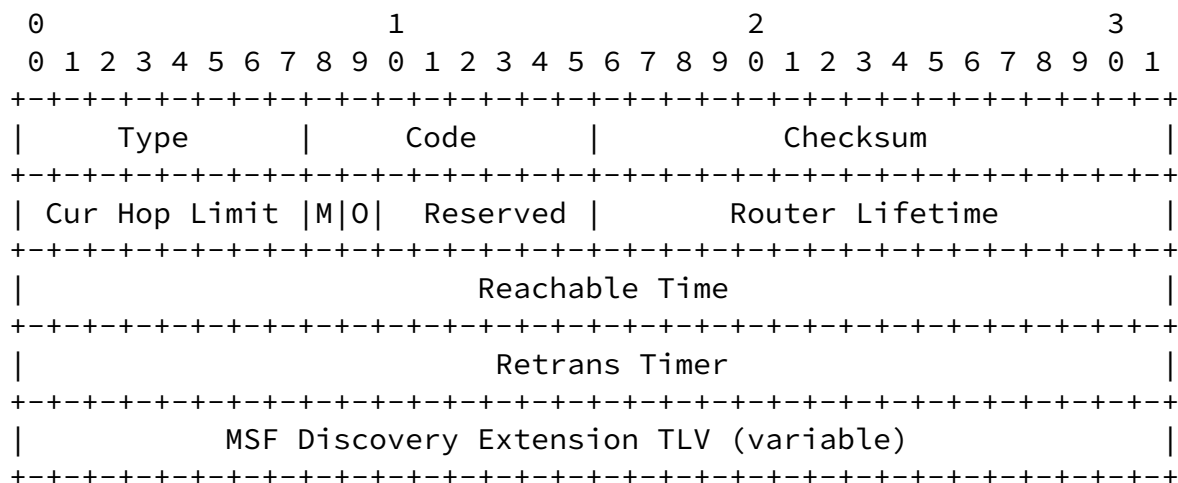 0                   1                   2                   3
 0 1 2 3 4 5 6 7 8 9 0 1 2 3 4 5 6 7 8 9 0 1 2 3 4 5 6 7 8 9 0 1
+-+-+-+-+-+-+-+-+-+-+-+-+-+-+-+-+-+-+-+-+-+-+-+-+-+-+-+-+-+-+-+-+
|     Type      |     Code      |          Checksum             |
+-+-+-+-+-+-+-+-+-+-+-+-+-+-+-+-+-+-+-+-+-+-+-+-+-+-+-+-+-+-+-+-+
| Cur Hop Limit |M|O|  Reserved |       Router Lifetime         |
+-+-+-+-+-+-+-+-+-+-+-+-+-+-+-+-+-+-+-+-+-+-+-+-+-+-+-+-+-+-+-+-+
|                         Reachable Time                        |
+-+-+-+-+-+-+-+-+-+-+-+-+-+-+-+-+-+-+-+-+-+-+-+-+-+-+-+-+-+-+-+-+
|                          Retrans Timer                        |
+-+-+-+-+-+-+-+-+-+-+-+-+-+-+-+-+-+-+-+-+-+-+-+-+-+-+-+-+-+-+-+-+
|           MSF Discovery Extension TLV (variable)              |
+-+-+-+-+-+-+-+-+-+-+-+-+-+-+-+-+-+-+-+-+-+-+-+-+-+-+-+-+-+-+-+-+